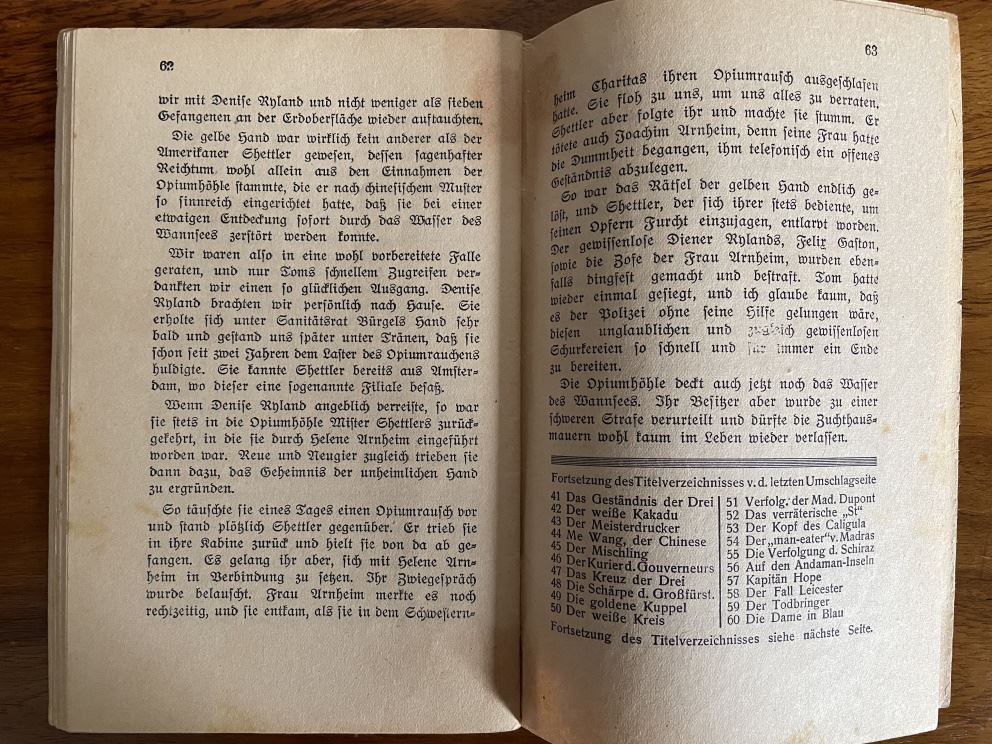 62
wir mit Denise Ryland und nicht weniger als sieben
Gefangenen an der Erdoberfläche wieder auftauchten.
Die gelbe Hand war wirklich kein anderer als der
Amerikaner Shettler gewesen, dessen sagenhafter
Reichtum wohl allein aus den Einnahmen der
Opiumhöhle stammte, die er nach chinesischem Muster
so sinnreich eingerichtet hatte, daß sie bei einer
etwaigen Entdeckung sofort durch das Wasser des
Wannsees zerstört werden konnte.
Wir waren also in eine wohl vorbereitete Falle
geraten, und nur Toms schnellem Zugreifen ver-
dankten wir einen so glücklichen Ausgang. Denise
Ryland brachten wir persönlich nach Hause. Sie
erholte sich unter Sanitätsrat Bürgels Hand sehr
bald und gestand uns später unter Tränen, daß sie
schon seit zwei Jahren dem Laster des Opiumrauchens
huldigte. Sie kannte Shettler bereits aus Amster-
dam, wo dieser eine sogenannte Filiale besaß.
Wenn Denise Ryland angeblich verreiste, so war
sie stets in die Opiumhöhle Mister Shettlers zurück-
gekehrt, in die sie durch Helene Arnheim eingeführt
worden war. Reue und Neugier zugleich trieben sie
dann dazu, das Geheimnis der unheimlichen Hand
zu ergründen.
So täuschte sie eines Tages einen Opiumrausch vor
und stand plötzlich Shettler gegenüber. Er trieb sie
in ihre Kabine zurück und hielt sie von da ab ge-
fangen. Es gelang ihr aber, sich mit Helene Arn-
heim in Verbindung zu setzen. Ihr Zwiegespräch
wurde belauscht. Frau Arnheim merkte es noch
rechtzeitig, und sie entkam, als sie in dem Schwestern-
63
heim Charitas ihren Opiumrausch ausgeschlafen
hatte. Sie floh zu uns, um uns alles zu verraten.
Shettler aber folgte ihr und machte sie stumm. Er
tötete auch Joachim Arnheim, denn seine Frau hatte
die Dummheit begangen, ihm telefonisch ein offenes
Geständnis abzulegen.
So war das Rätsel der gelben Hand endlich ge-
löst, und Shettler, der sich ihrer stets bediente, um
seinen Opfern Furcht einzujagen, entlarvt worden.
Der gewissenlose Diener Rylands, Felix Gaston,
sowie die Zofe der Frau Arnheim, wurden eben-
falls dingfest gemacht und bestraft. Tom hatte
wieder einmal gesiegt, und ich glaube kaum, daß
es der Polizei ohne seine Hilfe gelungen wäre,
diesen unglaublichen und zugleich gewissenlosen
Schurkereien so schnell und für immer ein Ende
zu bereiten.
Die Opiumhöhle deckt auch jetzt noch das Wasser
des Wannsees. Ihr Besitzer aber wurde zu einer
schweren Strafe verurteilt und dürfte die Zuchthaus-
mauern wohl kaum im Leben wieder verlassen.
Fortsetzung des Titelverzeichnisses v. d. letzten Umschlagseite
41 Das Geständnis der Drei
42 Der weiße Kakadu
43 Der Meisterdrucker
44 Me Wang, der Chinese
45 Der Mischling
46 Der Kurier d. Gouverneurs
47 Das Kreuz der Drei
48 Die Schärpe d. Großfürst.
49 Die goldene Kuppel
50 Der weiße Kreis
51 Verfolg. der Mad. Dupont
52 Das verräterische „St“
53 Der Kopf des Caligula
54 Der „man-eater“ v. Madras
55 Die Verfolgung d. Schiraz
56 Auf den Andaman-Inseln
57 Kapitän Hope
58 Der Fall Leicester
59 Der Todbringer
60 Die Dame in Blau
Fortsetzung des Titelverzeichnisses siehe nächste Seite.